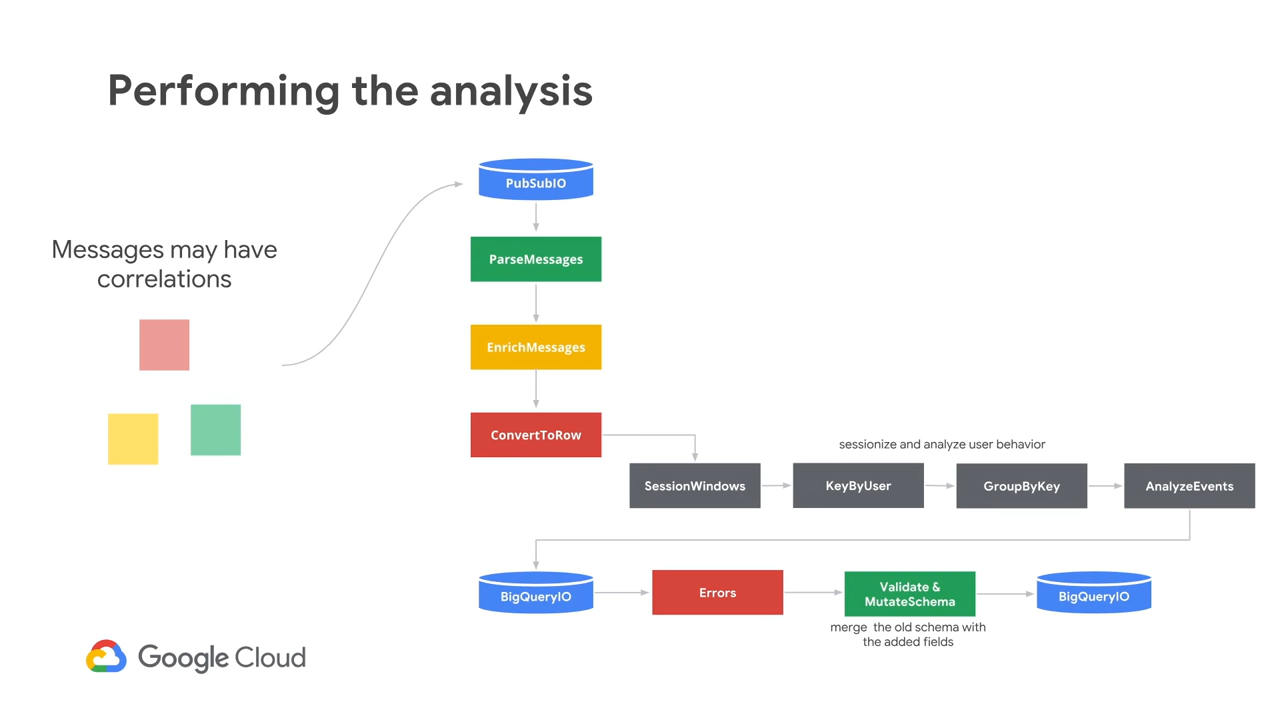 Performing the analysis
PubSubIO
Messages may have
correlations
ParseMessages
EnrichMessages
ConvertToRow
sessionize and analyze user behavior
SessionWindows
KeyByUser
GroupByKey
AnalyzeEvents
BigQueryIO
Errors
Validate &
MutateSchema
BigQueryIO
merge the old schema with
the added fields
Google Cloud